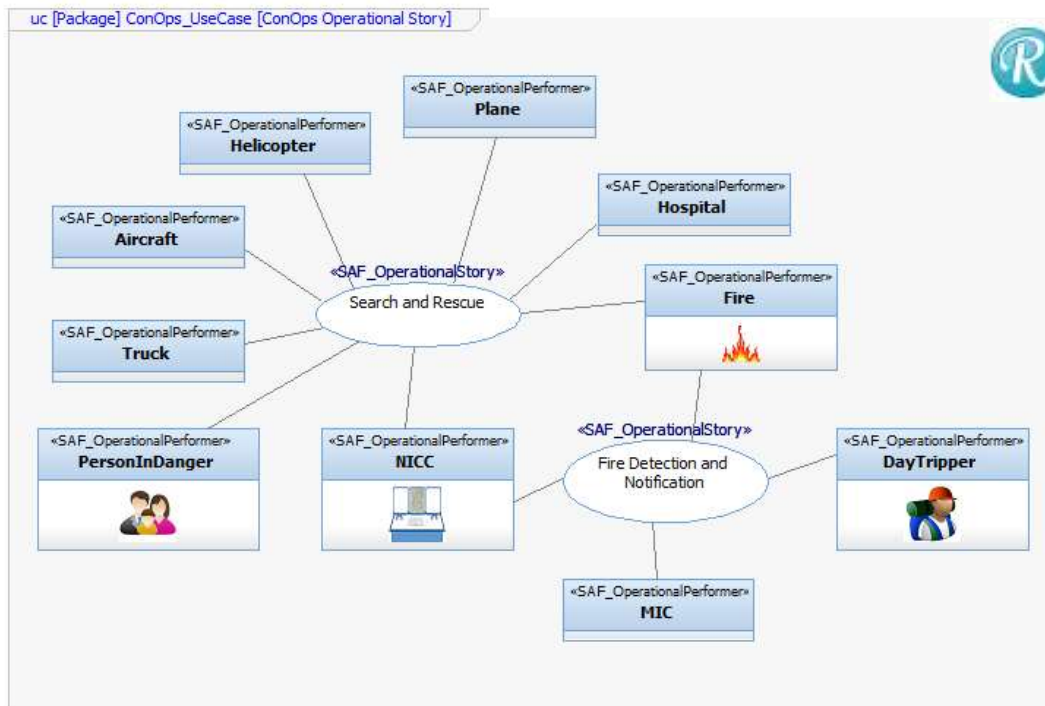 uc [Package] ConOps_UseCase [ConOps Operational Story]
R
«SAF_OperationalPerformer»
Plane
«SAF_OperationalPerformer»
Helicopter
«SAF_OperationalPerformer»
Hospital
«SAF_OperationalPerformer»
Aircraft
«SAF_OperationalStory»
Search and Rescue
«SAF_OperationalPerformer»
Fire
«SAF_OperationalPerformer»
Truck
«SAF_OperationalPerformer»
PersonInDanger
«SAF_OperationalPerformer»
NICC
«SAF_OperationalStory»
Fire Detection and
Notification
«SAF_OperationalPerformer»
DayTripper
«SAF_OperationalPerformer»
MIC